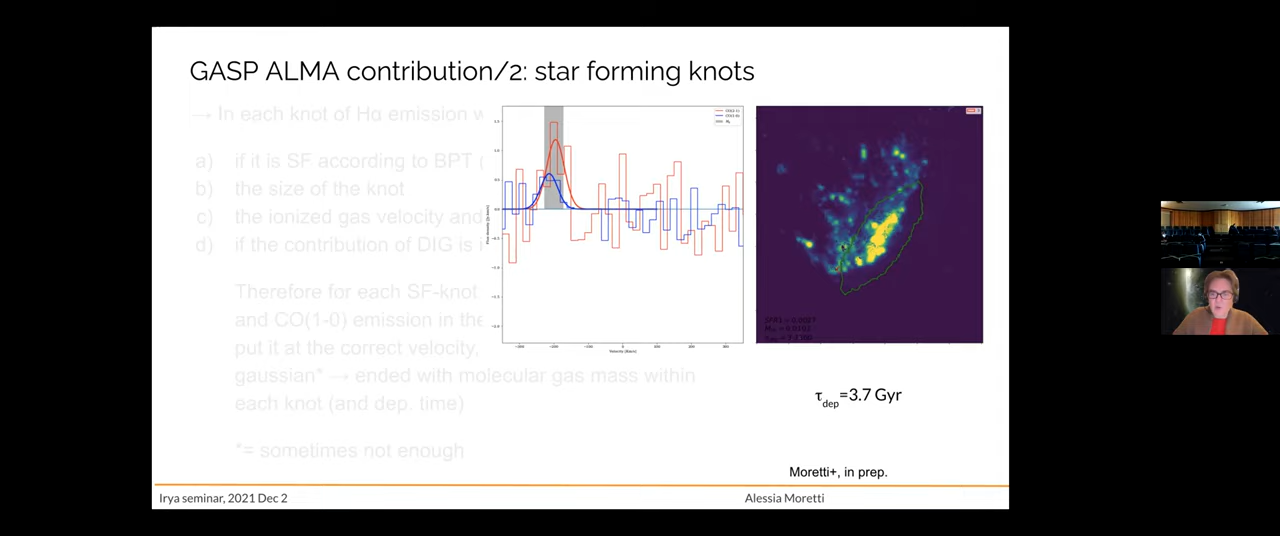 GASP ALMA contribution/2: star forming knots
→ In each knot of Hα emission w
a) if it is SF according to BPT (
b) the size of the knot
c) the ionized gas velocity and
d) if the contribution of DIG is
Therefore for each SF-knot
and CO(1-0) emission in the
put it at the correct velocity,
gaussian* → ended with molecular gas mass within
each knot (and dep. time)
*= sometimes not enough
τdep=3.7 Gyr
Moretti+, in prep.
Irya seminar, 2021 Dec 2
Alessia Moretti